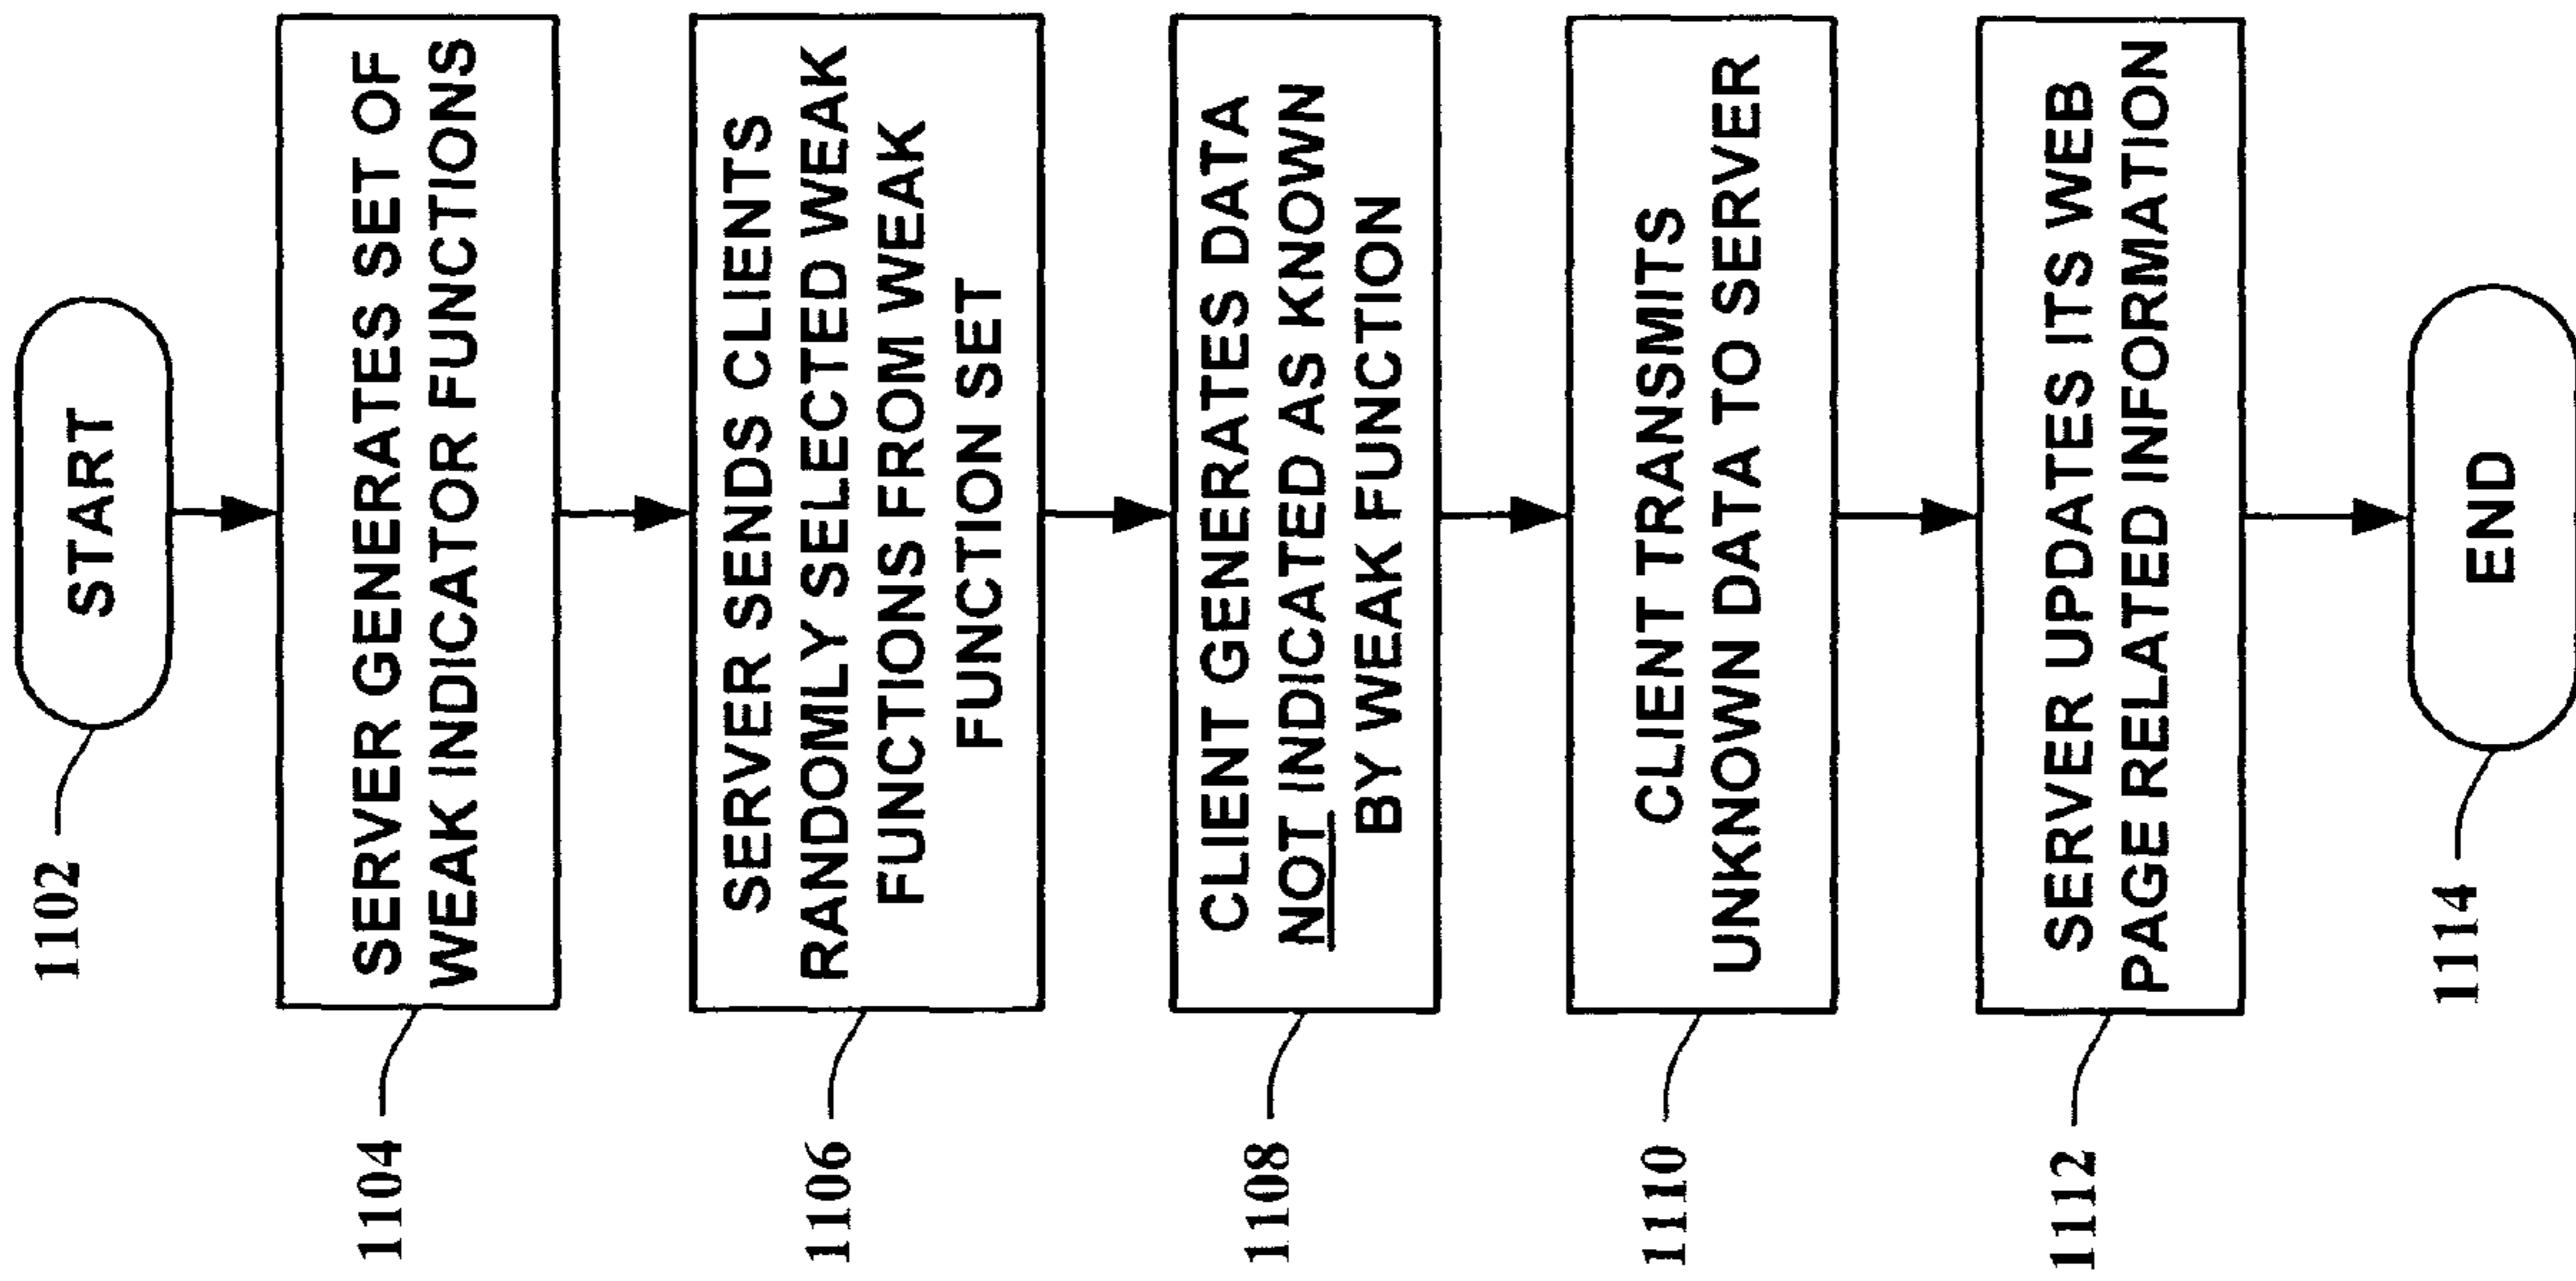 START
1102
SERVER GENERATES SET OF
WEAK INDICATOR FUNCTIONS
1104
SERVER SENDS CLIENTS
RANDOMLY SELECTED WEAK
FUNCTIONS FROM WEAK
FUNCTION SET
1106
CLIENT GENERATES DATA
NOT INDICATED AS KNOWN
BY WEAK FUNCTION
1108
CLIENT TRANSMITS
UNKNOWN DATA TO SERVER
1110
SERVER UPDATES ITS WEB
PAGE RELATED INFORMATION
1112
END
1114